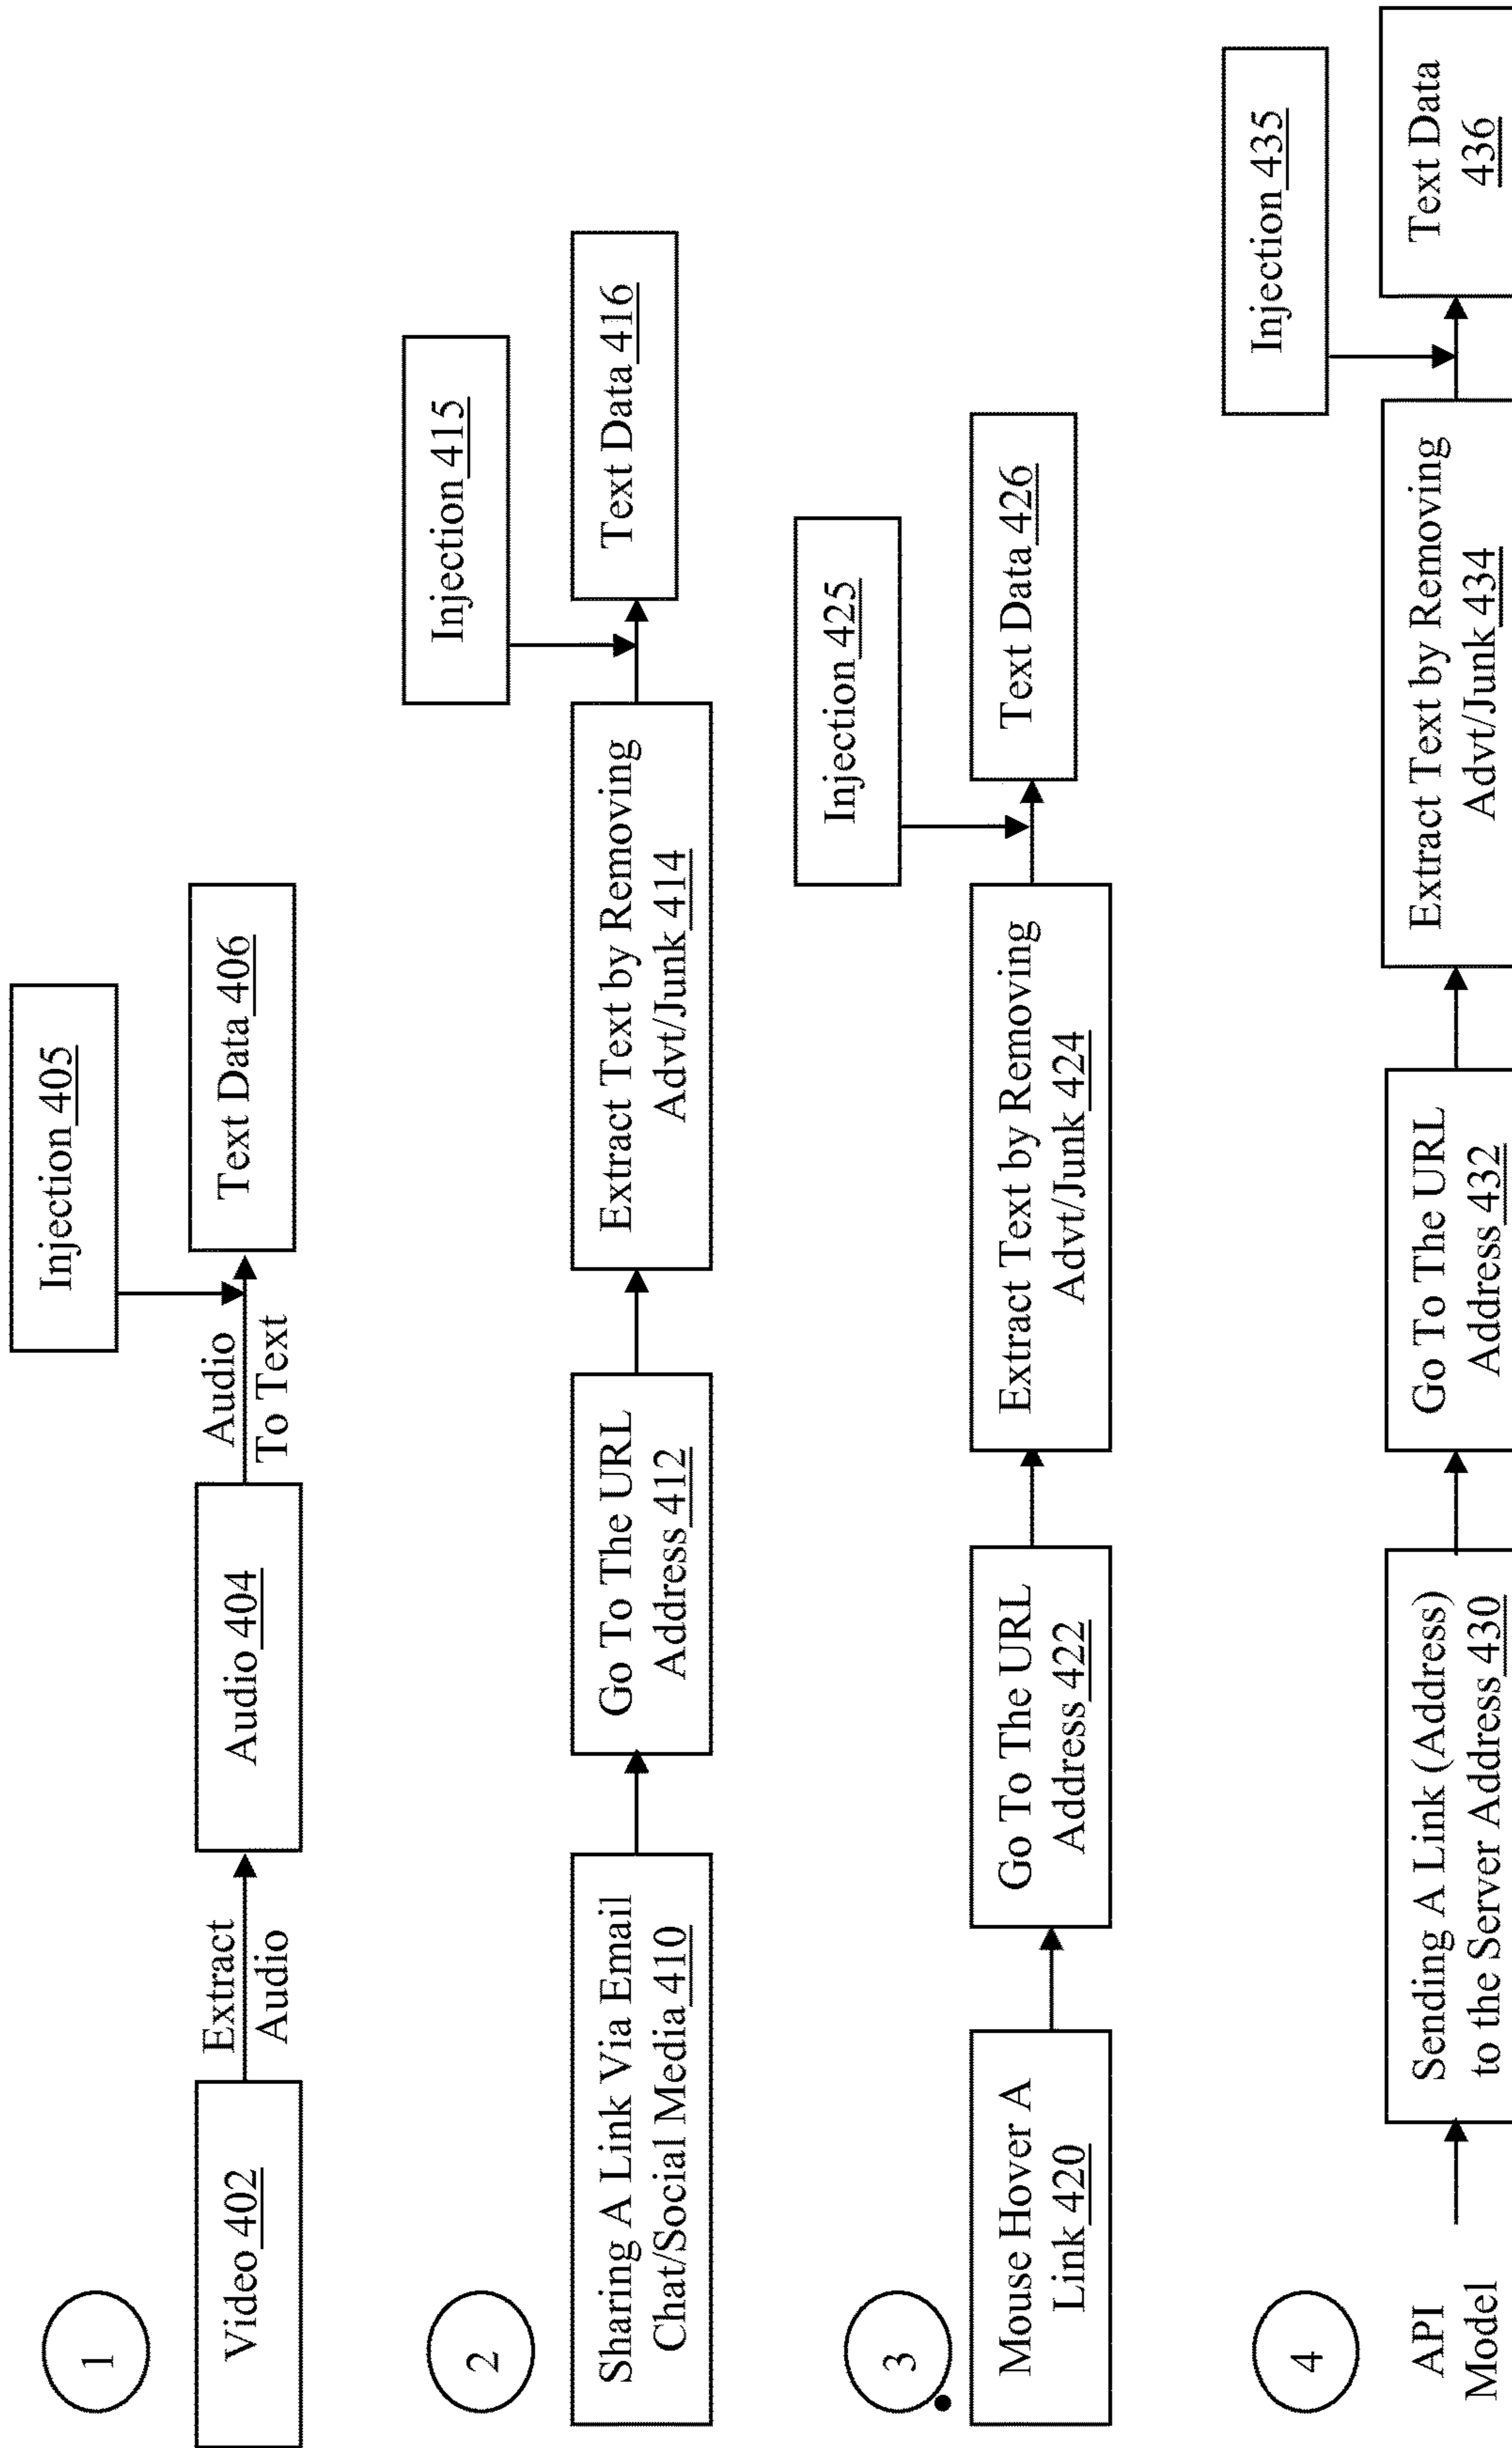 1
Video 402
Extract
Audio
Audio 404
Audio
To Text
Injection 405
Text Data 406
2
Sharing A Link Via Email
Chat/Social Media 410
Go To The URL
Address 412
Extract Text by Removing
Advt/Junk 414
Injection 415
Text Data 416
3
Mouse Hover A
Link 420
Go To The URL
Address 422
Extract Text by Removing
Advt/Junk 424
Injection 425
Text Data 426
4
API
Model
Sending A Link (Address)
to the Server Address 430
Go To The URL
Address 432
Extract Text by Removing
Advt/Junk 434
Injection 435
Text Data
436